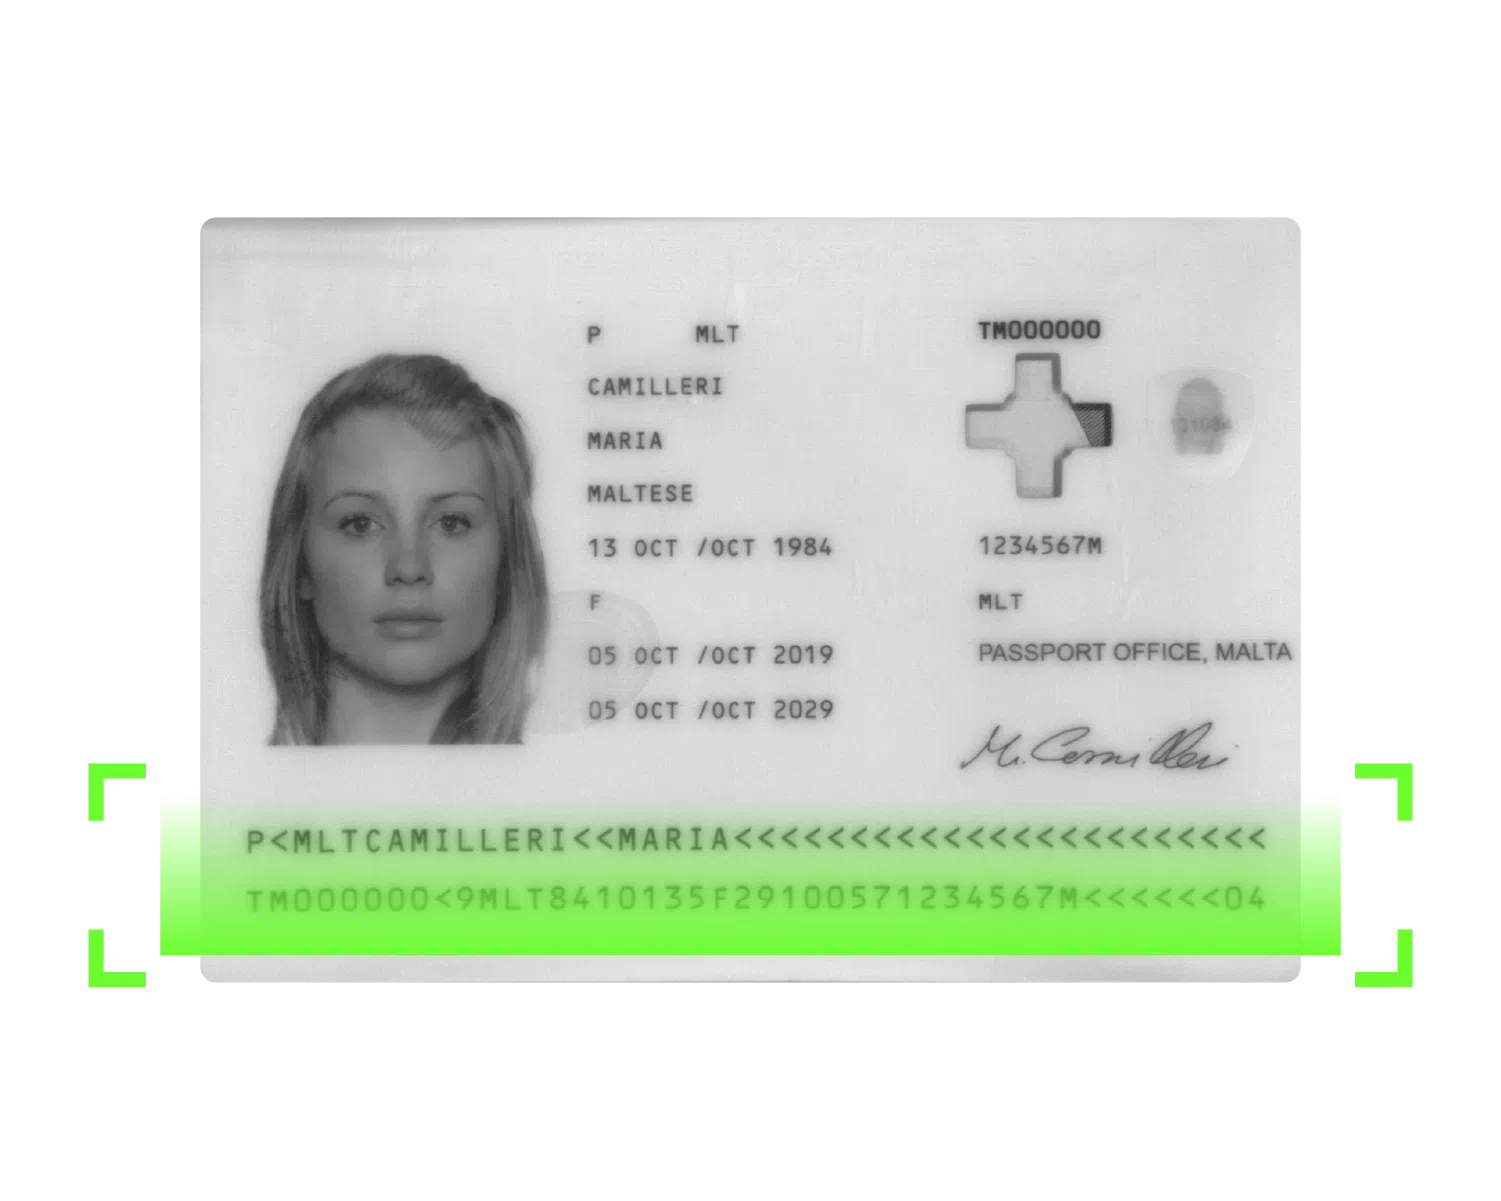 P MLT TM000000
CAMILLERI
MARIA
MALTESE
13 OCT /OCT 1984 1234567M
F MLT
05 OCT /OCT 2019 PASSPORT OFFICE, MALTA
05 OCT /OCT 2029
M. Camilleri
P<MLTCAMILLERI<<MARIA<<<<<<<<<<<<<<<<<<<<<<<
TM000000<9MLT8410135F29100571234567M<<<<<<04